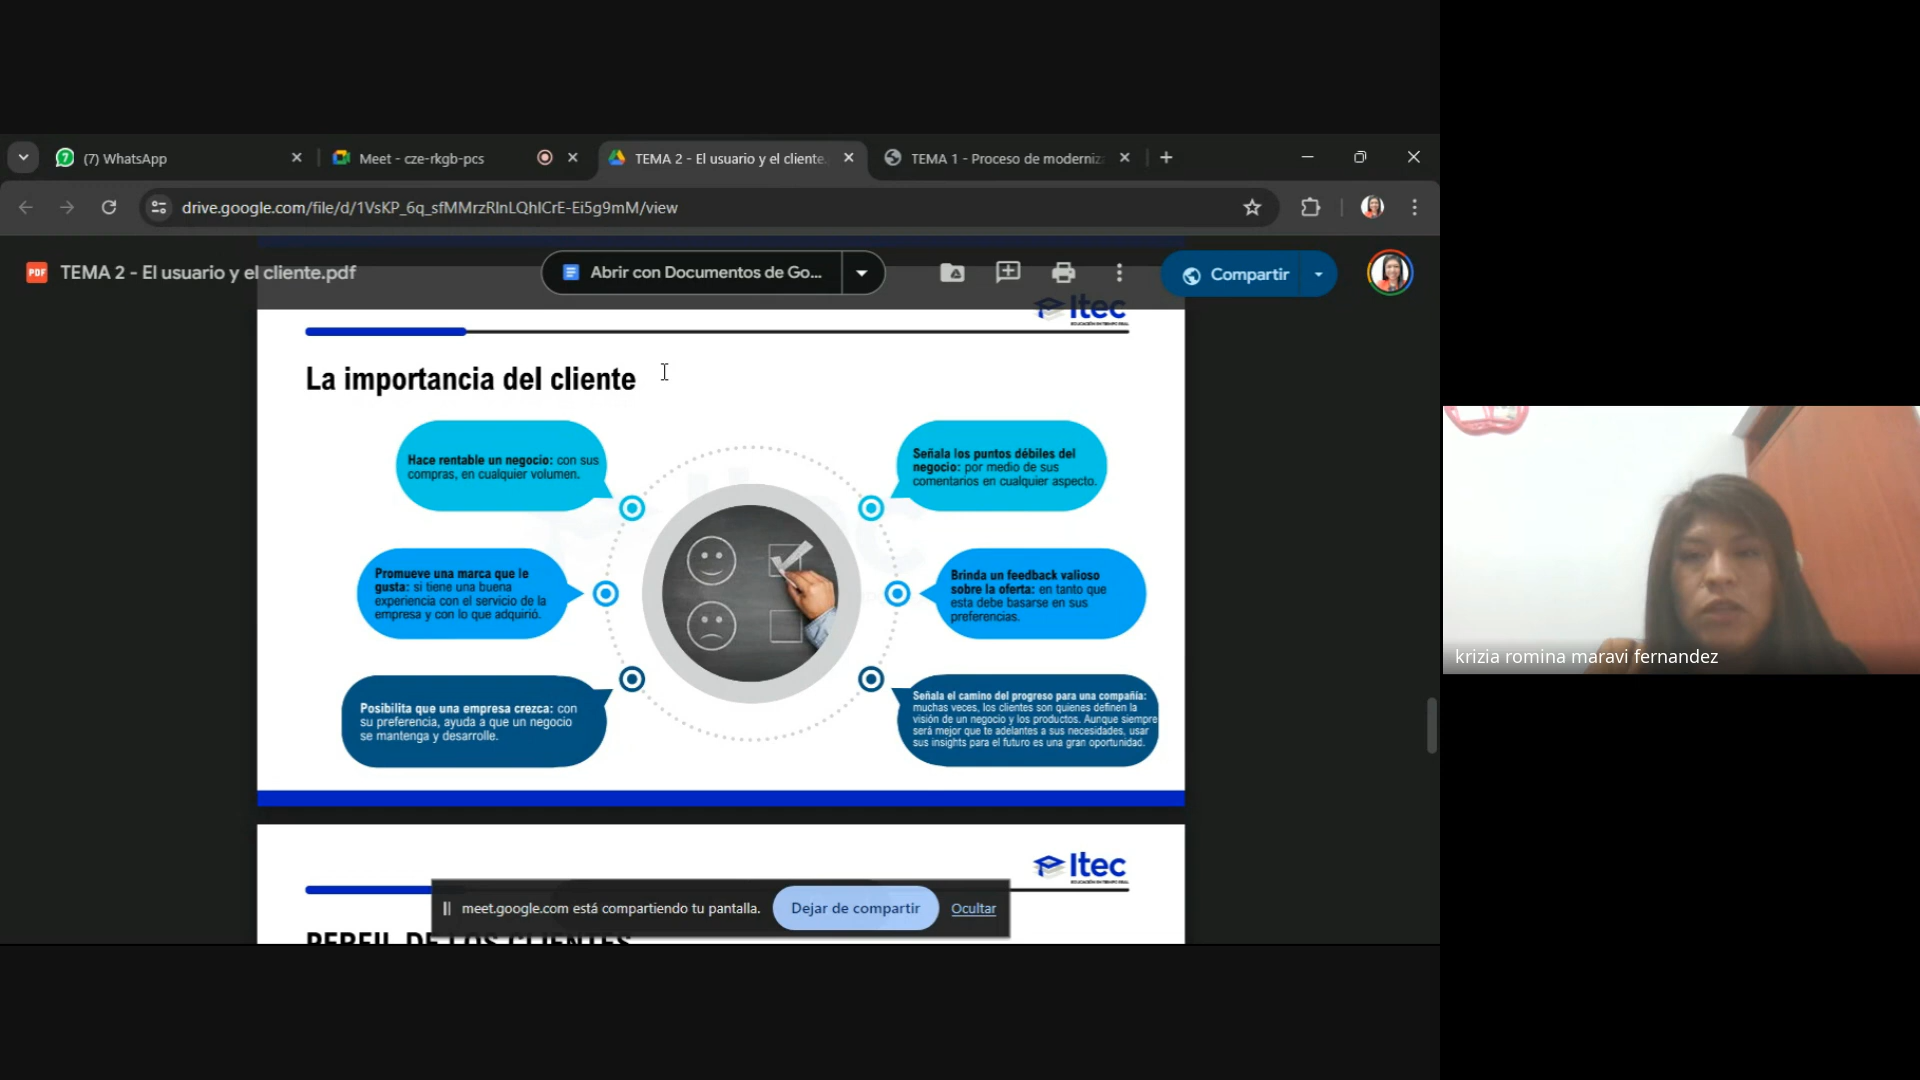 (7) WhatsApp
Meet - cze-rkgb-pcs
TEMA 2 - El usuario y el cliente.
TEMA 1 - Proceso de moderniz
drive.google.com/file/d/1VsKP_6q_sfMMrzRlnLQhlCrE-Ei5g9mM/view
PDF
TEMA 2 - El usuario y el cliente.pdf
Abrir con Documentos de Go...
Compartir
Itec
La importancia del cliente
Hace rentable un negocio: con sus
compras, en cualquier volumen.
Señala los puntos débiles del
negocio: por medio de sus
comentarios en cualquier aspecto.
Promueve una marca que le
gusta: si tiene una buena
experiencia con el servicio de la
empresa y con lo que adquirió.
Brinda un feedback valioso
sobre la oferta: en tanto que
esta debe basarse en sus
preferencias.
Posibilita que una empresa crezca: con
su preferencia, ayuda a que un negocio
se mantenga y desarrolle.
Señala el camino del progreso para una compañía:
muchas veces, los clientes son quienes definen la
visión de un negocio y los productos. Aunque siempre
será mejor que te adelantes a sus necesidades, usar
sus insights para el futuro es una gran oportunidad.
krizia romina maravi fernandez
Itec
meet.google.com está compartiendo tu pantalla.
Dejar de compartir
Ocultar
PERFIL DE LOS CLIENTES